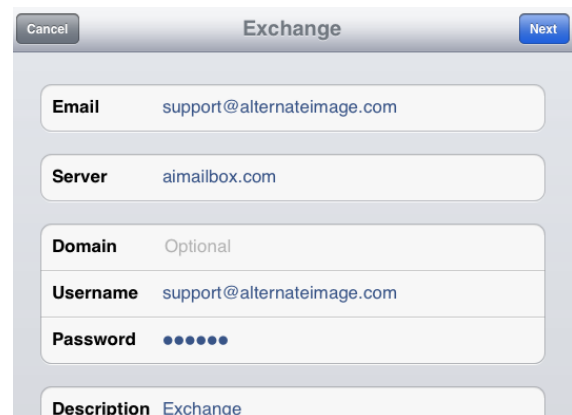 Cancel Exchange Next
Email support@alternateimage.com
Server aimailbox.com
Domain Optional
Username support@alternateimage.com
Password ●●●●●●
Description Exchange